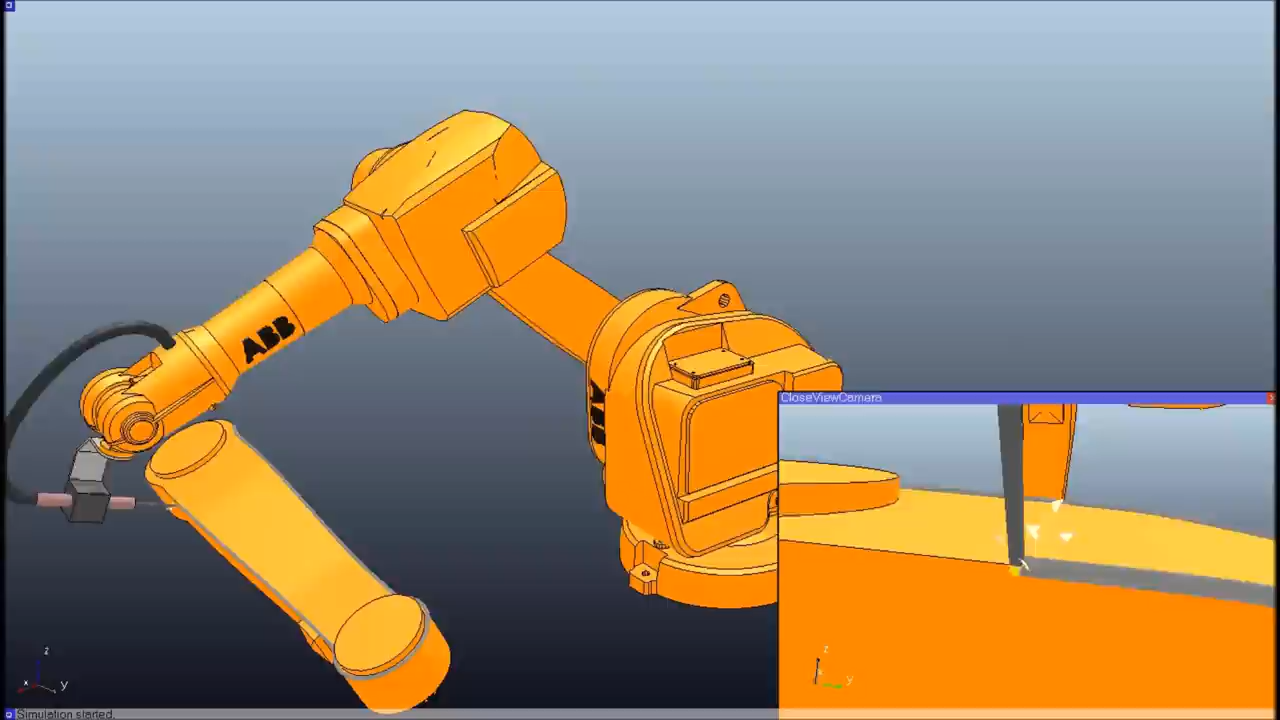 ABB
CloseViewCamera
x
z
x
y
z
x
y
Simulation started.